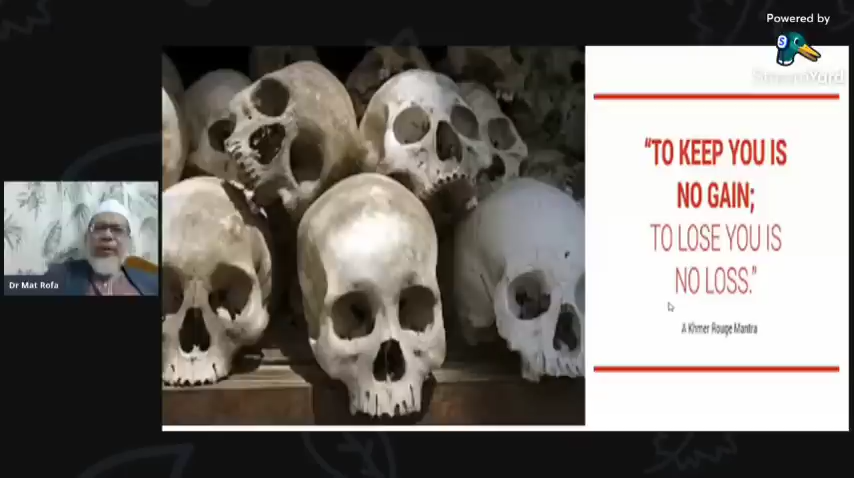 Powered by
StreamYard
“TO KEEP YOU IS
NO GAIN;
TO LOSE YOU IS
NO LOSS.”
A Khmer Rouge Mantra
Dr Mat Rofa